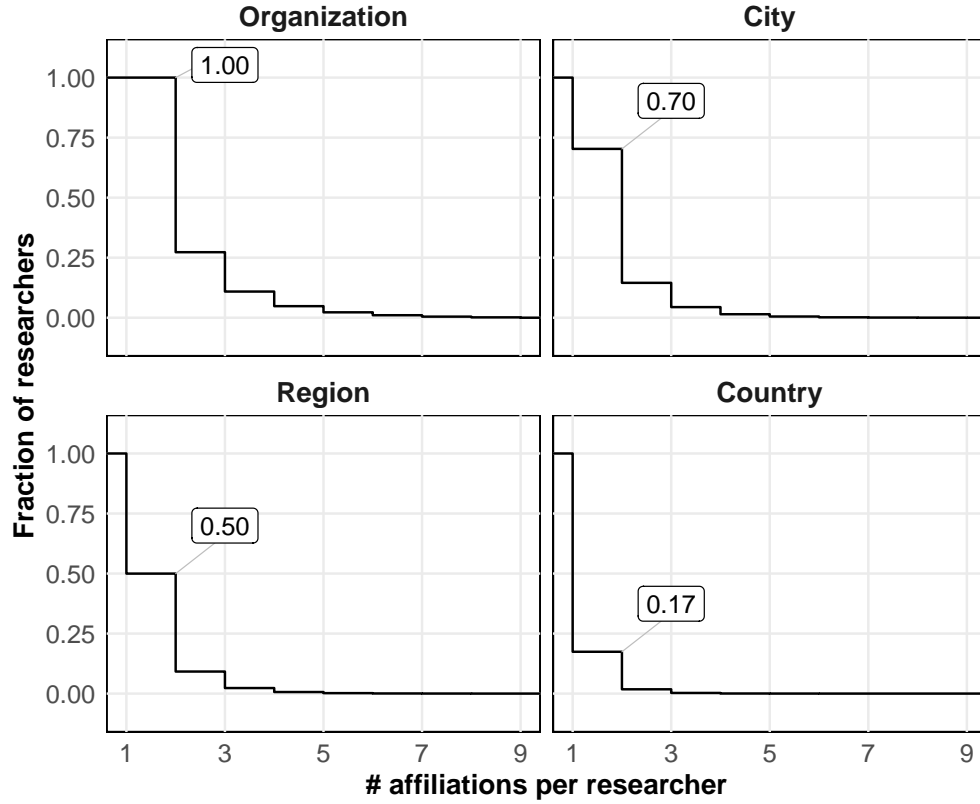 Organization
City
1.00
0.75
0.50
0.25
0.00
1.00
0.70
Region
Country
1.00
0.75
0.50
0.25
0.00
0.50
0.17
1 3 5 7 9
1 3 5 7 9
Fraction of researchers
# affiliations per researcher